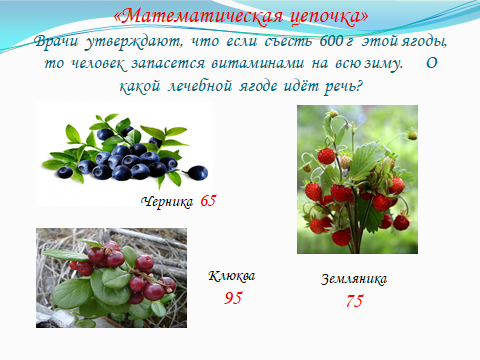 «Математическая цепочка»
Врачи утверждают, что если съесть 600 г этой ягоды,
то человек запасется витаминами на всю зиму. О
какой лечебной ягоде идёт речь?
Черника 65
Клюква
95
Земляника
75